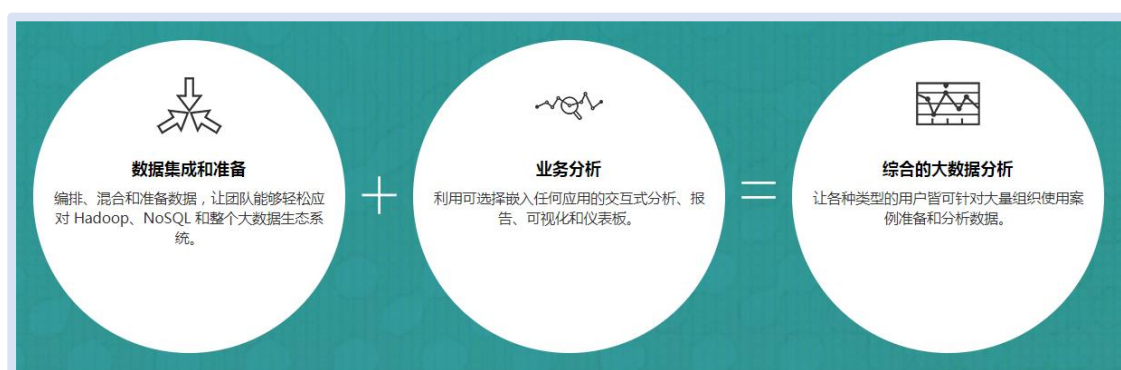 数据集成和准备
编排、混合和准备数据，让团队能够轻松应
对 Hadoop、NoSQL 和整个大数据生态系
统。
+
业务分析
利用可选择嵌入任何应用的交互式分析、报
告、可视化和仪表板。
=
综合的大数据分析
让各种类型的用户皆可针对大量组织使用案
例准备和分析数据。